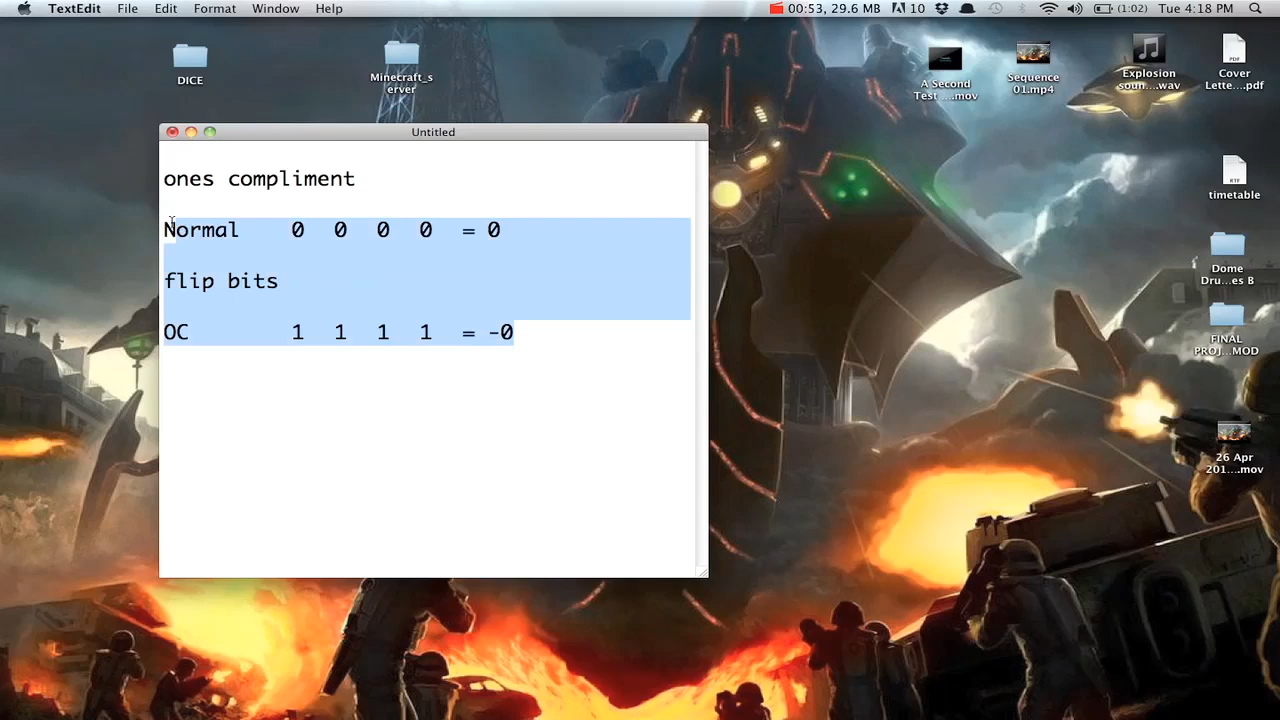 TextEdit File Edit Format Window Help 00:53, 29.6 MB 10 (1:02) Tue 4:18 PM
DICE
Minecraft_s
erver
A Second
Test ....mov
Sequence
01.mp4
Explosion
soun....wav
Cover
Lette...pdf
Untitled
ones compliment
Normal 0 0 0 0 = 0
flip bits
OC 1 1 1 1 = -0
timetable
Dome
Dru...es B
FINAL
PROJ...MOD
26 Apr
201....mov